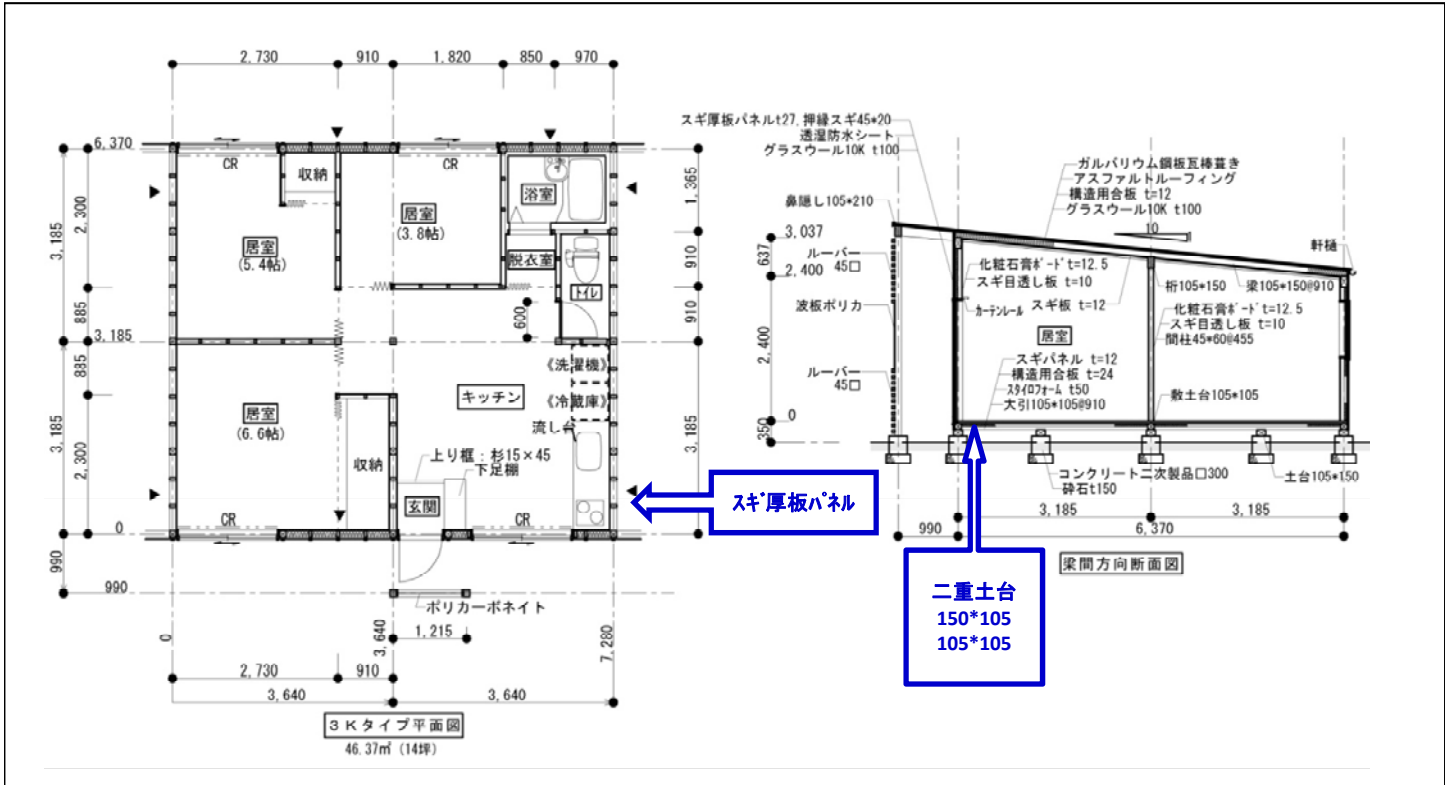 2,730 910 1,820 850 970
6,370
CR
収納
CR
浴室
居室
(3.8帖)
居室
(5.4帖)
脱衣室
トイレ
600
3,185
2,300
885
3,185
885
2,300
3,185
1,365
910
910
3,185
《洗濯機》
キッチン
《冷蔵庫》
流し台
居室
(6.6帖)
収納
上り框：杉15×45
下足棚
玄関
CR
CR
0
990
990
ポリカーボネイト
1,215
0
3,640
7,280
2,730 910
3,640 3,640
3Kタイプ平面図
46.37㎡ (14坪)
スギ厚板パネル
スギ厚板パネルt27,押縁スギ45*20
透湿防水シート
グラスウール10K t100
ガルバリウム鋼板瓦棒葺き
アスファルトルーフィング
構造用合板 t=12
グラスウール10K t100
鼻隠し105*210
10
軒樋
3,037
637
2,400
ルーバー
45□
波板ポリカ
化粧石膏ﾎﾞｰﾄﾞt=12.5
スギ目透し板 t=10
カーテンレール スギ板 t=12
桁105*150 梁105*150@910
化粧石膏ﾎﾞｰﾄﾞt=12.5
スギ目透し板 t=10
間柱45*60@455
居室
2,400
ルーバー
45□
スギパネル t=12
構造用合板 t=24
ｽﾀｲﾛﾌｫｰﾑ t50
大引105*105@910
敷土台105*105
0
350
コンクリート二次製品□300
砕石t150
土台105*150
3,185 3,185
990 6,370
梁間方向断面図
二重土台
150*105
105*105